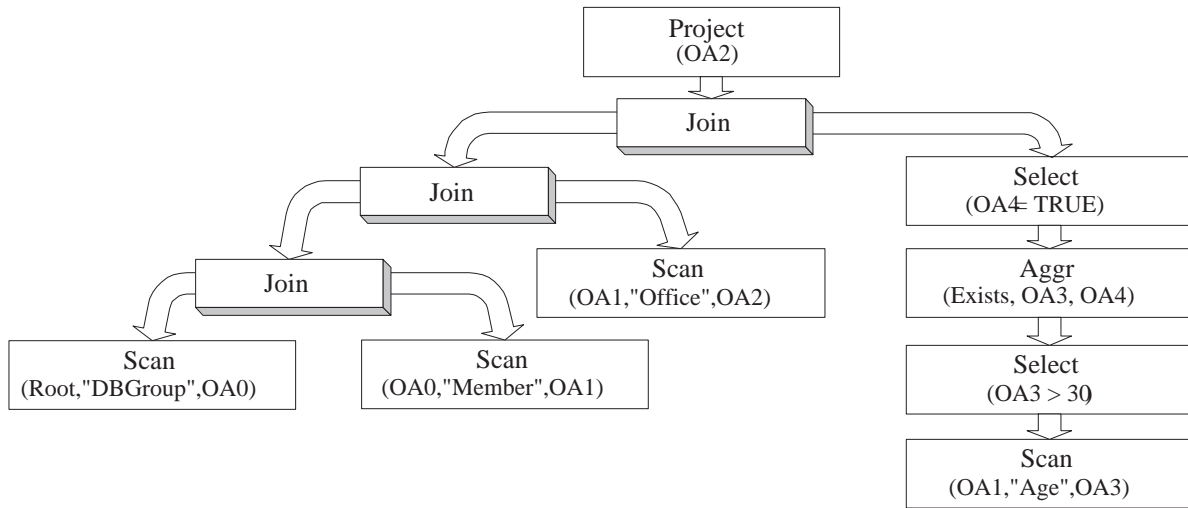 Project
(OA2)
Join
Join
Select
(OA4= TRUE)
Join
Scan
(OA1,"Office",OA2)
Aggr
(Exists, OA3, OA4)
Scan
(Root,"DBGroup",OA0)
Scan
(OA0,"Member",OA1)
Select
(OA3 > 30)
Scan
(OA1,"Age",OA3)